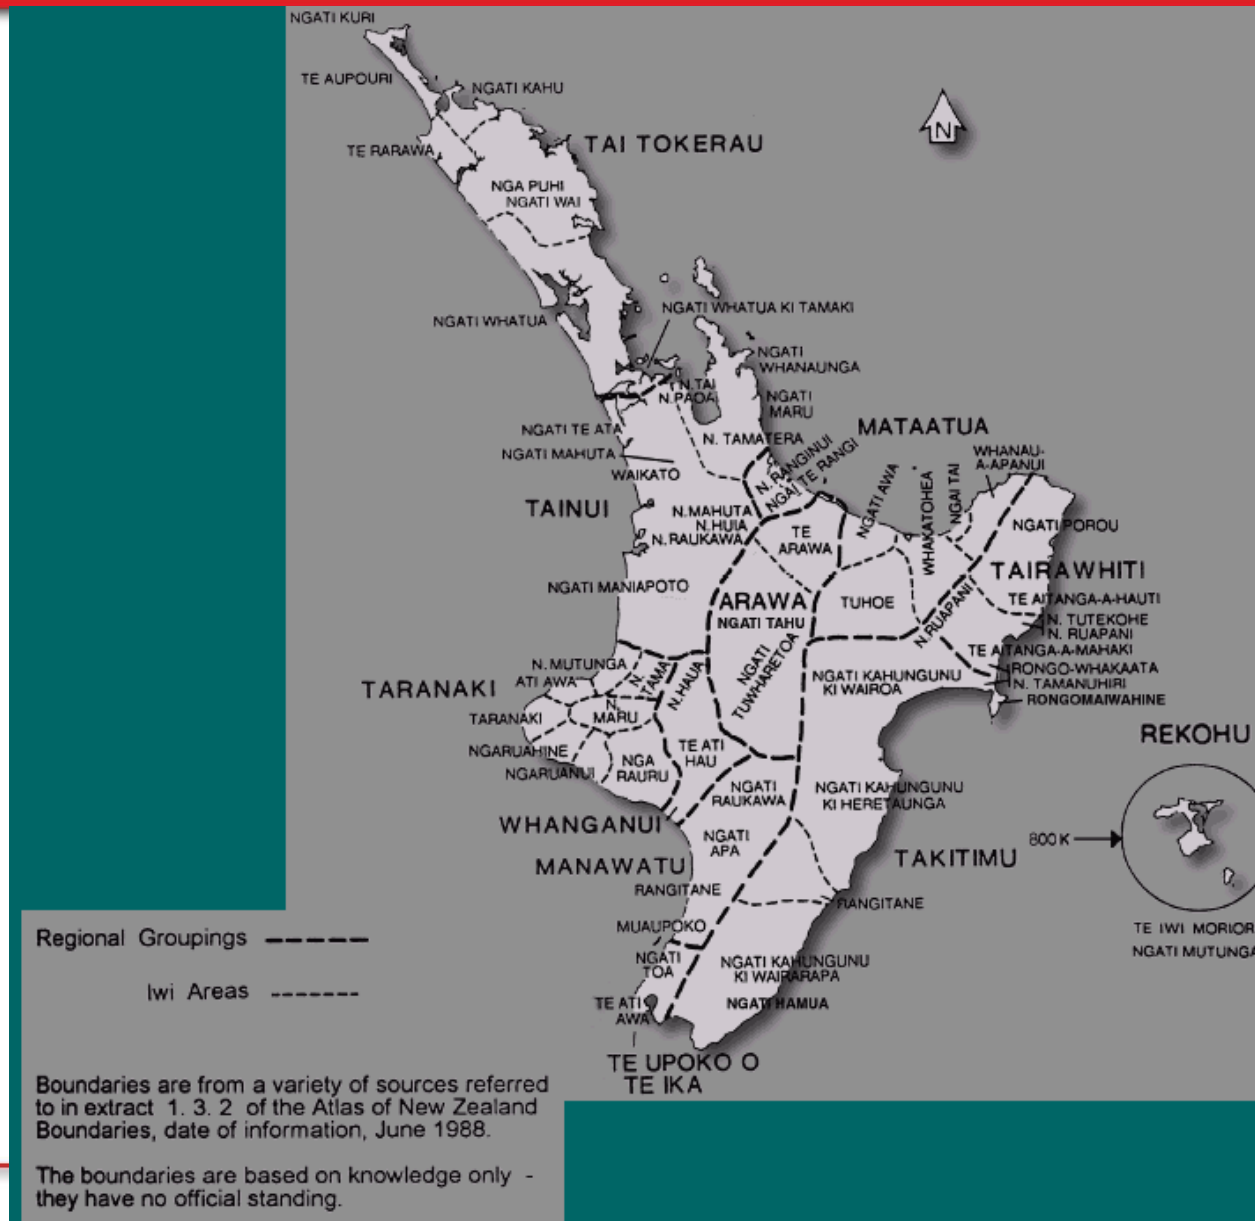 NGATI KURI
TE AUPOURI
NGATI KAHU
TE RARAWA
TAI TOKERAU
N
NGA PUHI
NGATI WAI
NGATI WHATUA
NGATI WHATUA KI TAMAKI
NGATI
WHANAUNGA
N. TAI
N. PAOA
NGATI
MARU
NGATI TE ATA
N. TAMATERA
MATAATUA
NGATI MAHUTA
WAIKATO
N. RANGINUI
NGAI TE RANGI
NGATI AWA
WHAKATOHEA
NGAI TAI
WHANAU-
A-APANUI
TAINUI
N. MAHUTA
N. HUIA
N. RAUKAWA
TE
ARAWA
NGATI POROU
TAIRAWHITI
NGATI MANIAPOTO
ARAWA
NGATI TAHU
TUHOE
N. RUAPANI
TE AITANGA-A-HAUTI
N. TUTEKOHE
N. RUAPANI
TE AITANGA-A-MAHAKI
RONGO-WHAKAATA
N. TAMANUHIRI
RONGOMAIWAHINE
N. MUTUNGA
ATI AWA
N.
TAMA
N. HAUA
NGATI
TUWHARETOA
NGATI KAHUNGUNU
KI WAIROA
TARANAKI
TARANAKI
N.
MARU
NGARUAHINE
NGARUANUI
NGA
RAURU
TE ATI
HAU
NGATI
RAUKAWA
NGATI KAHUNGUNU
KI HERETAUNGA
REKOHU
WHANGANUI
MANAWATU
NGATI
APA
TAKITIMU
800 K
RANGITANE
RANGITANE
MUAUPOKO
NGATI
TOA
NGATI KAHUNGUNU
KI WAIRARAPA
NGATI HAMUA
TE ATI
AWA
TE IWI MORIOR
NGATI MUTUNGA
TE UPOKO O
TE IKA
Regional Groupings
Iwi Areas
Boundaries are from a variety of sources referred
to in extract 1. 3. 2 of the Atlas of New Zealand
Boundaries, date of information, June 1988.
The boundaries are based on knowledge only -
they have no official standing.